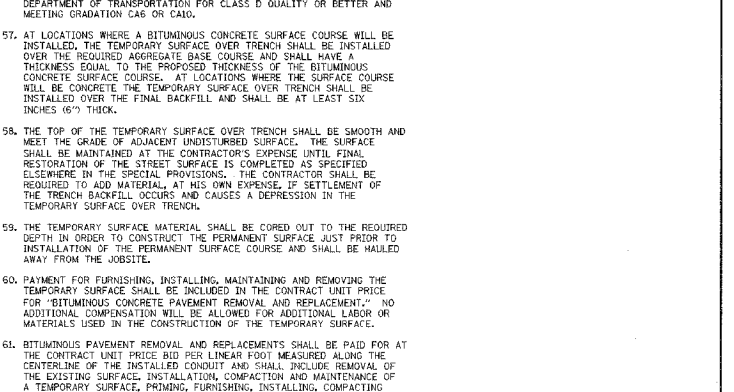 DEPARTMENT OF TRANSPORTATION FOR CLASS D QUALITY OR BETTER AND
MEETING GRADATION CA6 OR CA10.
57. AT LOCATIONS WHERE A BITUMINOUS CONCRETE SURFACE COURSE WILL BE
INSTALLED, THE TEMPORARY SURFACE OVER TRENCH SHALL BE INSTALLED
OVER THE REQUIRED AGGREGATE BASE COURSE AND SHALL HAVE A
THICKNESS EQUAL TO THE PROPOSED THICKNESS OF THE BITUMINOUS
CONCRETE SURFACE COURSE. AT LOCATIONS WHERE THE SURFACE COURSE
WILL BE CONCRETE THE TEMPORARY SURFACE OVER TRENCH SHALL BE
INSTALLED OVER THE FINAL BACKFILL AND SHALL BE AT LEAST SIX
INCHES (6") THICK.
58. THE TOP OF THE TEMPORARY SURFACE OVER TRENCH SHALL BE SMOOTH AND
MEET THE GRADE OF ADJACENT UNDISTURBED SURFACE. THE SURFACE
SHALL BE MAINTAINED AT THE CONTRACTOR'S EXPENSE UNTIL FINAL
RESTORATION OF THE STREET SURFACE IS COMPLETED AS SPECIFIED
ELSEWHERE IN THE SPECIAL PROVISIONS. THE CONTRACTOR SHALL BE
REQUIRED TO ADD MATERIAL, AT HIS OWN EXPENSE, IF SETTLEMENT OF
THE TRENCH BACKFILL OCCURS AND CAUSES A DEPRESSION IN THE
TEMPORARY SURFACE OVER TRENCH.
59. THE TEMPORARY SURFACE MATERIAL SHALL BE CORED OUT TO THE REQUIRED
DEPTH IN ORDER TO CONSTRUCT THE PERMANENT SURFACE JUST PRIOR TO
INSTALLATION OF THE PERMANENT SURFACE COURSE AND SHALL BE HAULED
AWAY FROM THE JOBSITE.
60. PAYMENT FOR FURNISHING, INSTALLING, MAINTAINING AND REMOVING THE
TEMPORARY SURFACE SHALL BE INCLUDED IN THE CONTRACT UNIT PRICE
FOR "BITUMINOUS CONCRETE PAVEMENT REMOVAL AND REPLACEMENT." NO
ADDITIONAL COMPENSATION WILL BE ALLOWED FOR ADDITIONAL LABOR OR
MATERIALS USED IN THE CONSTRUCTION OF THE TEMPORARY SURFACE.
61. BITUMINOUS PAVEMENT REMOVAL AND REPLACEMENTS SHALL BE PAID FOR AT
THE CONTRACT UNIT PRICE BID PER LINEAR FOOT MEASURED ALONG THE
CENTERLINE OF THE INSTALLED CONDUIT AND SHALL INCLUDE REMOVAL OF
THE EXISTING SURFACE, INSTALLATION, COMPACTION AND MAINTENANCE OF
A TEMPORARY SURFACE, PRIMING, FURNISHING, INSTALLING, COMPACTING